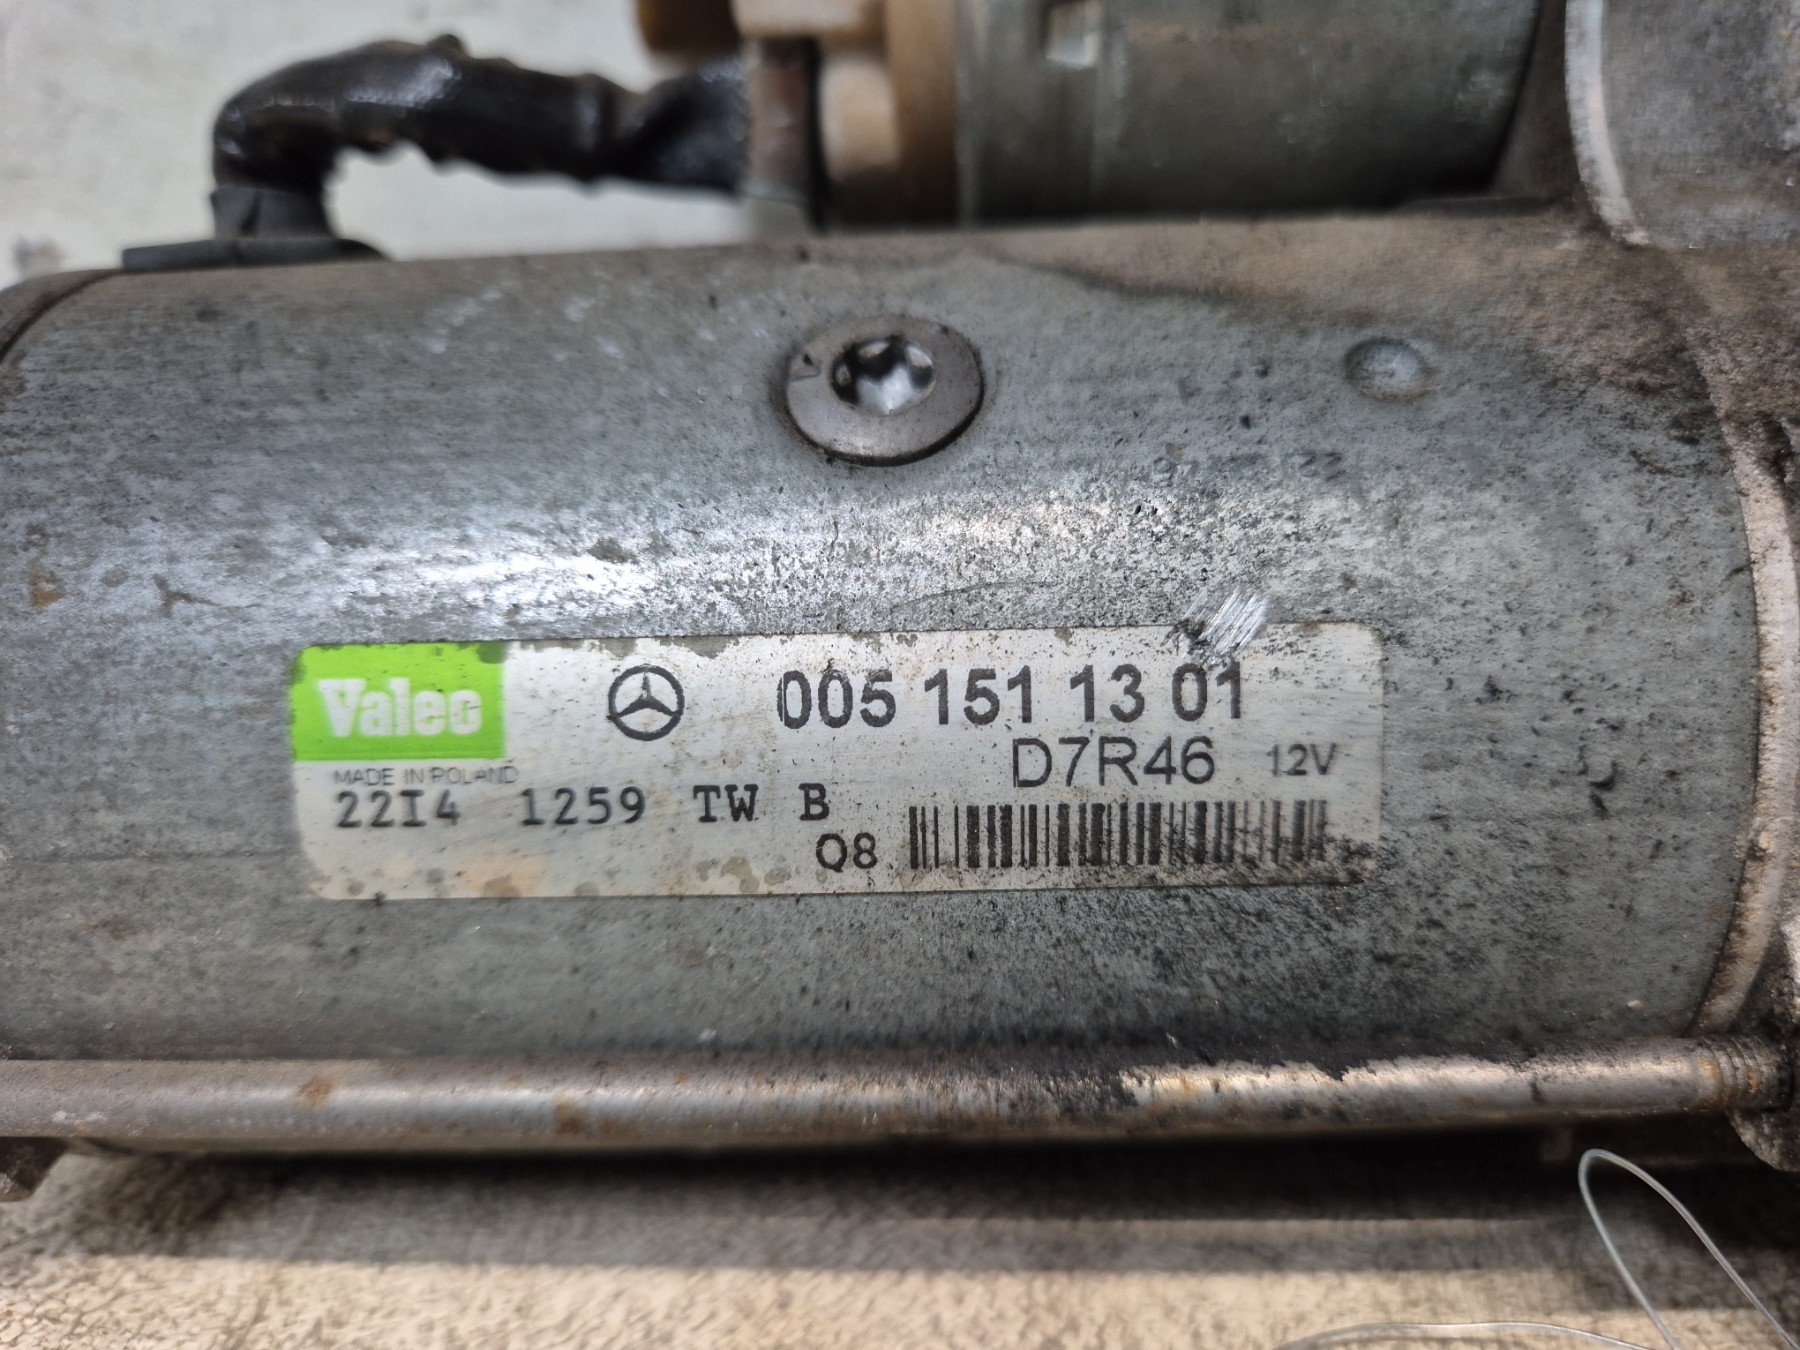 Valeo
005 151 13 01
D7R46 12V
MADE IN POLAND
22I4 1259 TW B
Q8